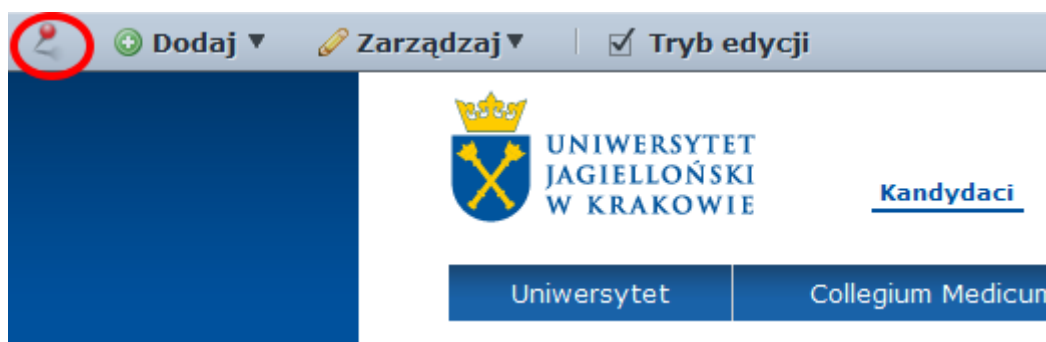 Dodaj ▼ Zarządzaj ▼ Tryb edycji
UNIWERSYTET
JAGIELLOŃSKI
W KRAKOWIE
Kandydaci
Uniwersytet Collegium Medicum